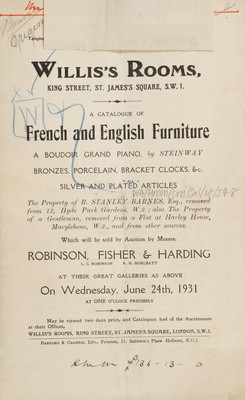 WILLIS'S ROOMS,
KING STREET, ST. JAMES'S SQUARE, S.W. 1.
A CATALOGUE OF
French and English Furniture
A BOUDOIR GRAND PIANO, by STEINWAY
BRONZES, PORCELAIN, BRACKET CLOCKS, &c.
SILVER AND PLATED ARTICLES
The Property of R. STANLEY BARNES, Esq., removed
from 12, Hyde Park Gardens, W.2.; also The Property
of a Gentleman, removed from a Flat at Harley House,
Marylebone, W.1., and from other sources.
Which will be sold by Auction by Messrs.
ROBINSON, FISHER & HARDING
AT THEIR GREAT GALLERIES AS ABOVE
On Wednesday, June 24th, 1931
AT ONE O'CLOCK PRECISELY
May be viewed two days prior, and Catalogues had of the Auctioneers
at their Offices,
WILLIS'S ROOMS, KING STREET, ST. JAMES'S SQUARE, LONDON, S.W.1.
136-13-0